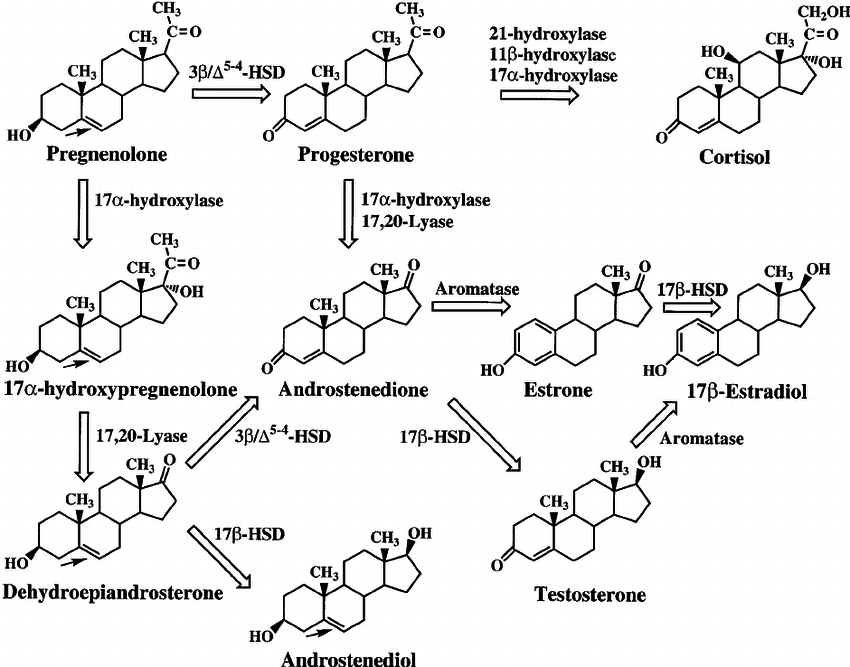 CH₃
C=O
CH₃
CH₃
HO
Pregnenolone
3β/Δ⁵⁻⁴-HSD
CH₃
C=O
CH₃
CH₃
O
Progesterone
21-hydroxylase
11β-hydroxylasc
17α-hydroxylase
CH₂OH
C=O
CH₃
HO
OH
CH₃
O
Cortisol
17α-hydroxylase
17α-hydroxylase
17,20-Lyase
CH₃
C=O
CH₃
OH
CH₃
HO
17α-hydroxypregnenolone
O
CH₃
CH₃
O
Androstenedione
Aromatase
O
CH₃
HO
Estrone
17β-HSD
OH
CH₃
HO
17β-Estradiol
17,20-Lyase
3β/Δ⁵⁻⁴-HSD
17β-HSD
Aromatase
O
CH₃
CH₃
HO
Dehydroepiandrosterone
17β-HSD
OH
CH₃
CH₃
HO
Androstenediol
OH
CH₃
CH₃
O
Testosterone